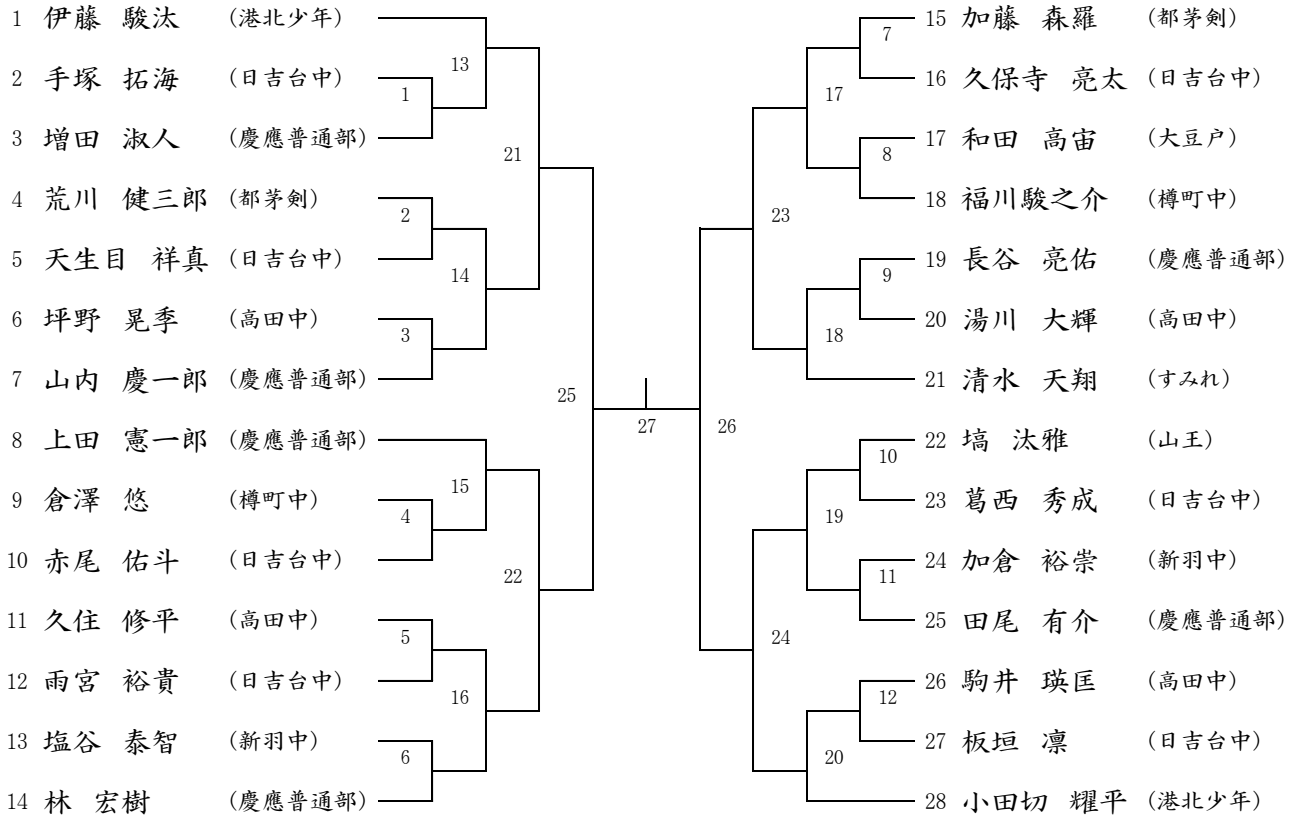 1 伊藤 駿汰 (港北少年)
2 手塚 拓海 (日吉台中)
3 増田 淑人 (慶應普通部)
4 荒川 健三郎 (都茅剣)
5 天生目 祥真 (日吉台中)
6 坪野 晃季 (高田中)
7 山内 慶一郎 (慶應普通部)
8 上田 憲一郎 (慶應普通部)
9 倉澤 悠 (樽町中)
10 赤尾 佑斗 (日吉台中)
11 久住 修平 (高田中)
12 雨宮 裕貴 (日吉台中)
13 塩谷 泰智 (新羽中)
14 林 宏樹 (慶應普通部)
13
1
21
2
14
3
25
15
4
22
5
16
6
27
7
17
8
23
9
18
26
10
19
11
24
12
20
15 加藤 森羅 (都茅剣)
16 久保寺 亮太 (日吉台中)
17 和田 高宙 (大豆戸)
18 福川駿之介 (樽町中)
19 長谷 亮佑 (慶應普通部)
20 湯川 大輝 (高田中)
21 清水 天翔 (すみれ)
22 塙 汰雅 (山王)
23 葛西 秀成 (日吉台中)
24 加倉 裕崇 (新羽中)
25 田尾 有介 (慶應普通部)
26 駒井 瑛匡 (高田中)
27 板垣 凛 (日吉台中)
28 小田切 耀平 (港北少年)